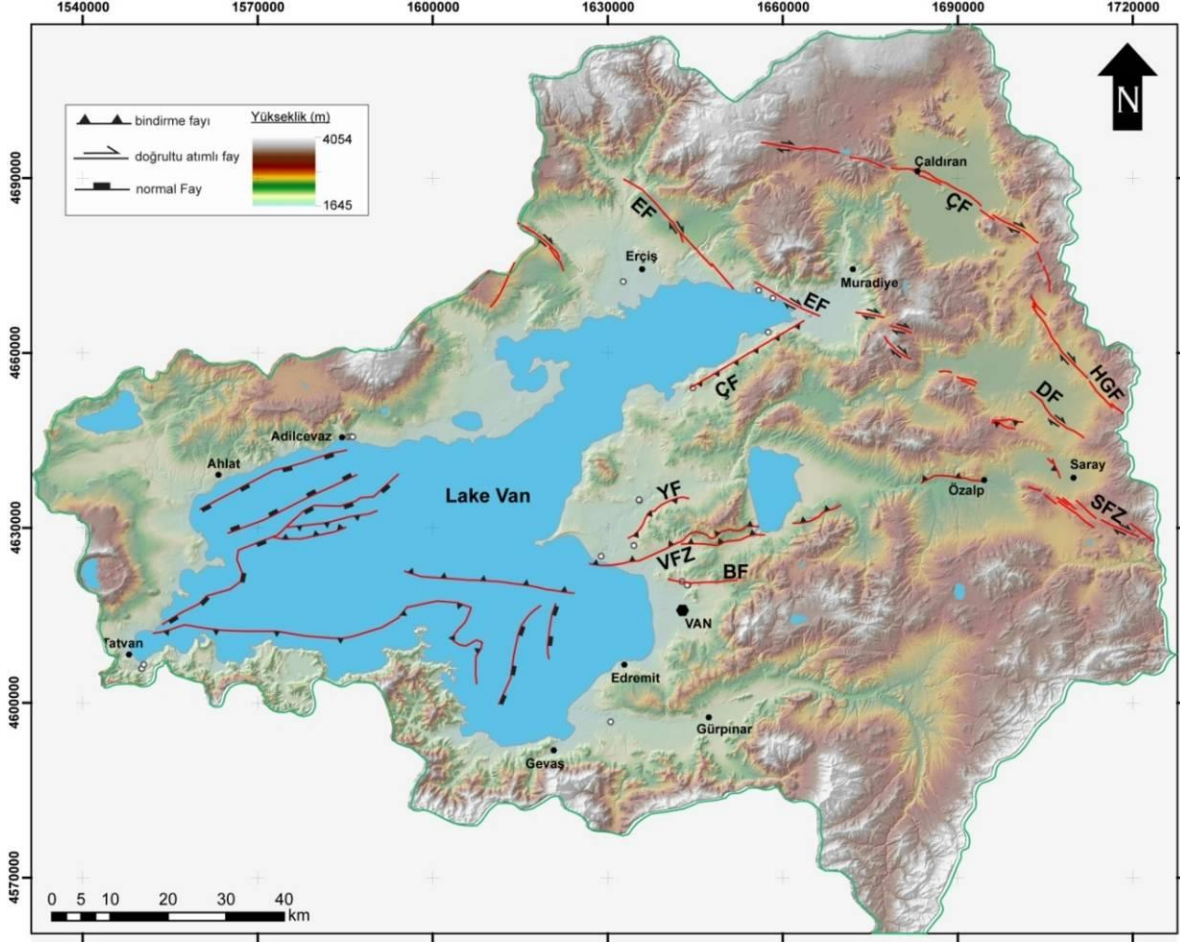 1540000 1570000 1600000 1630000 1660000 1690000 1720000
N
bindirme fayı
doğrultu atımlı fay
normal Fay
Yükseklik (m)
4054
1645
4690000
4660000
4630000
4600000
4570000
Çaldıran
ÇF
EF
Erçiş
Muradiye
EF
ÇF
HGF
DF
Adilcevaz
Ahlat
Lake Van
YF
Özalp
Saray
SFZ
VFZ
BF
VAN
Tatvan
Edremit
Gürpınar
Gevaş
0 5 10 20 30 40
km